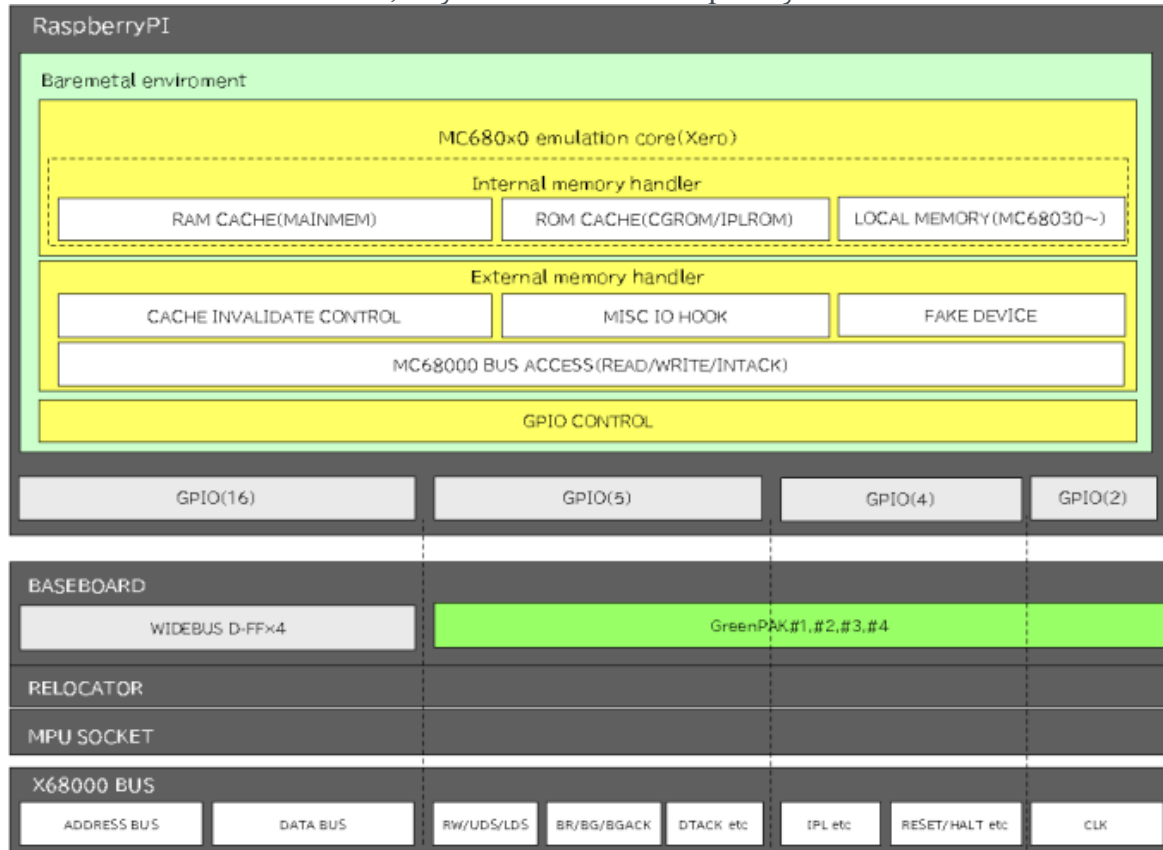 RaspberryPI
Baremetal enviroment
MC680x0 emulation core(Xero)
Internal memory handler
RAM CACHE(MAINMEM)
ROM CACHE(CGROM/IPLROM)
LOCAL MEMORY(MC68030~)
External memory handler
CACHE INVALIDATE CONTROL
MISC IO HOOK
FAKE DEVICE
MC68000 BUS ACCESS(READ/WRITE/INTACK)
GPIO CONTROL
GPIO(16)
GPIO(5)
GPIO(4)
GPIO(2)
BASEBOARD
WIDEBUS D-FF×4
GreenPAK#1,#2,#3,#4
RELOCATOR
MPU SOCKET
X68000 BUS
ADDRESS BUS
DATA BUS
RW/UDS/LDS
BR/BG/BGACK
DTACK etc
IPL etc
RESET/HALT etc
CLK